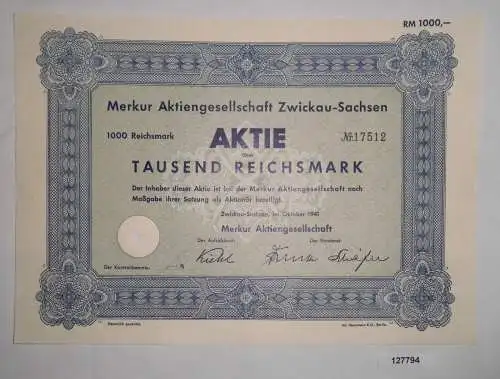 RM 1000,—
Merkur Aktiengesellschaft Zwickau-Sachsen
1000 Reichsmark AKTIE №17512
über
TAUSEND REICHSMARK
Der Inhaber dieser Aktie ist bei der Merkur Aktiengesellschaft nach
Maßgabe ihrer Satzung als Aktionär beteiligt.
Zwickau-Sachsen, im Oktober 1941
Merkur Aktiengesellschaft
Der Aufsichtsrat: Der Vorstand:
Der Kontrollbeamte:
127794